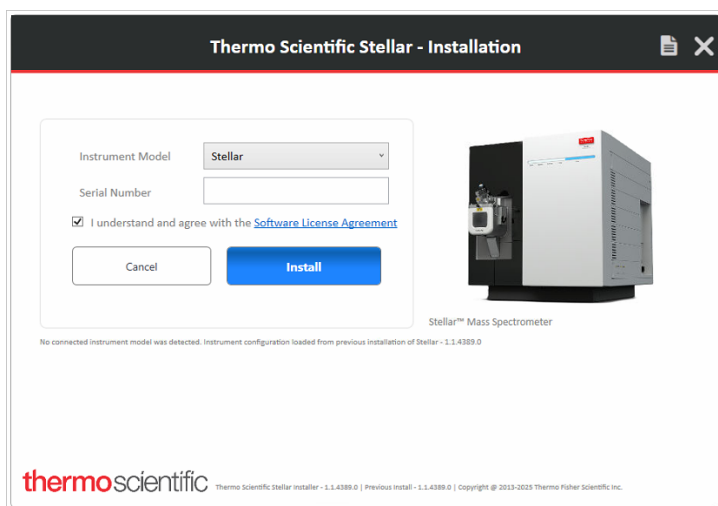 Thermo Scientific Stellar - Installation
Instrument Model
Stellar
Serial Number
I understand and agree with the Software License Agreement
Cancel
Install
Stellar™ Mass Spectrometer
No connected instrument model was detected. Instrument configuration loaded from previous installation of Stellar - 1.1.4389.0
thermoscientific
Thermo Scientific Stellar Installer - 1.1.4389.0 | Previous Install - 1.1.4389.0 | Copyright @ 2013-2025 Thermo Fisher Scientific Inc.